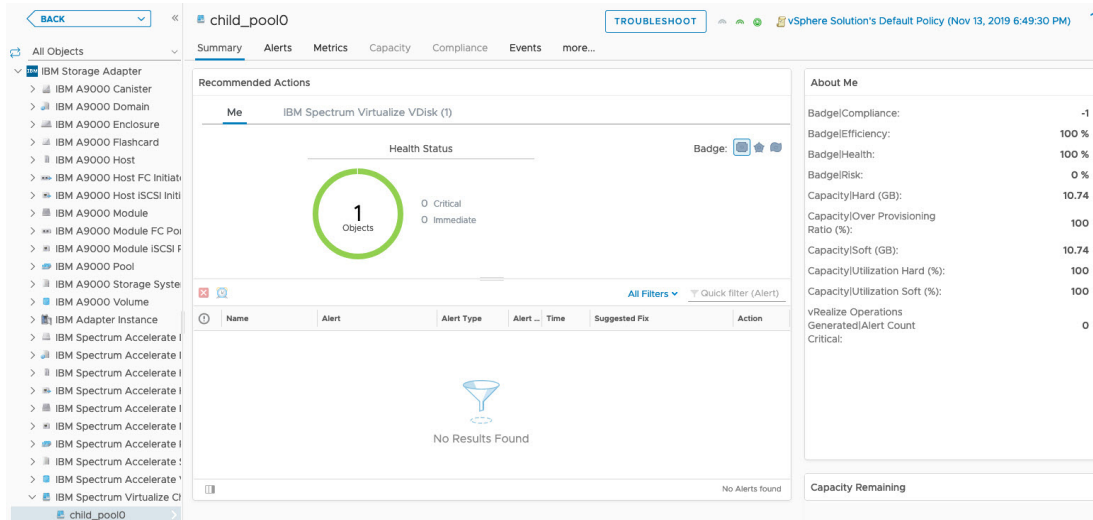 BACK
All Objects
IBM Storage Adapter
IBM A9000 Canister
IBM A9000 Domain
IBM A9000 Enclosure
IBM A9000 Flashcard
IBM A9000 Host
IBM A9000 Host FC Initiat
IBM A9000 Host iSCSI Initi
IBM A9000 Module
IBM A9000 Module FC Por
IBM A9000 Module iSCSI P
IBM A9000 Pool
IBM A9000 Storage Syste
IBM A9000 Volume
IBM Adapter Instance
IBM Spectrum Accelerate
IBM Spectrum Accelerate
IBM Spectrum Accelerate
IBM Spectrum Accelerate
IBM Spectrum Accelerate
IBM Spectrum Accelerate
IBM Spectrum Accelerate
IBM Spectrum Accelerate
IBM Spectrum Accelerate
IBM Spectrum Virtualize Ch
child_pool0
child_pool0
TROUBLESHOOT
vSphere Solution's Default Policy (Nov 13, 2019 6:49:30 PM)
Summary Alerts Metrics Capacity Compliance Events more...
Recommended Actions
Me IBM Spectrum Virtualize VDisk (1)
Health Status
Badge:
1
Objects
0 Critical
0 Immediate
All Filters Quick filter (Alert)
Name Alert Alert Type Alert ... Time Suggested Fix Action
No Results Found
No Alerts found
About Me
Badge|Compliance: -1
Badge|Efficiency: 100 %
Badge|Health: 100 %
Badge|Risk: 0 %
Capacity|Hard (GB): 10.74
Capacity|Over Provisioning
Ratio (%): 100
Capacity|Soft (GB): 10.74
Capacity|Utilization Hard (%): 100
Capacity|Utilization Soft (%): 100
vRealize Operations
Generated|Alert Count 0
Critical:
Capacity Remaining